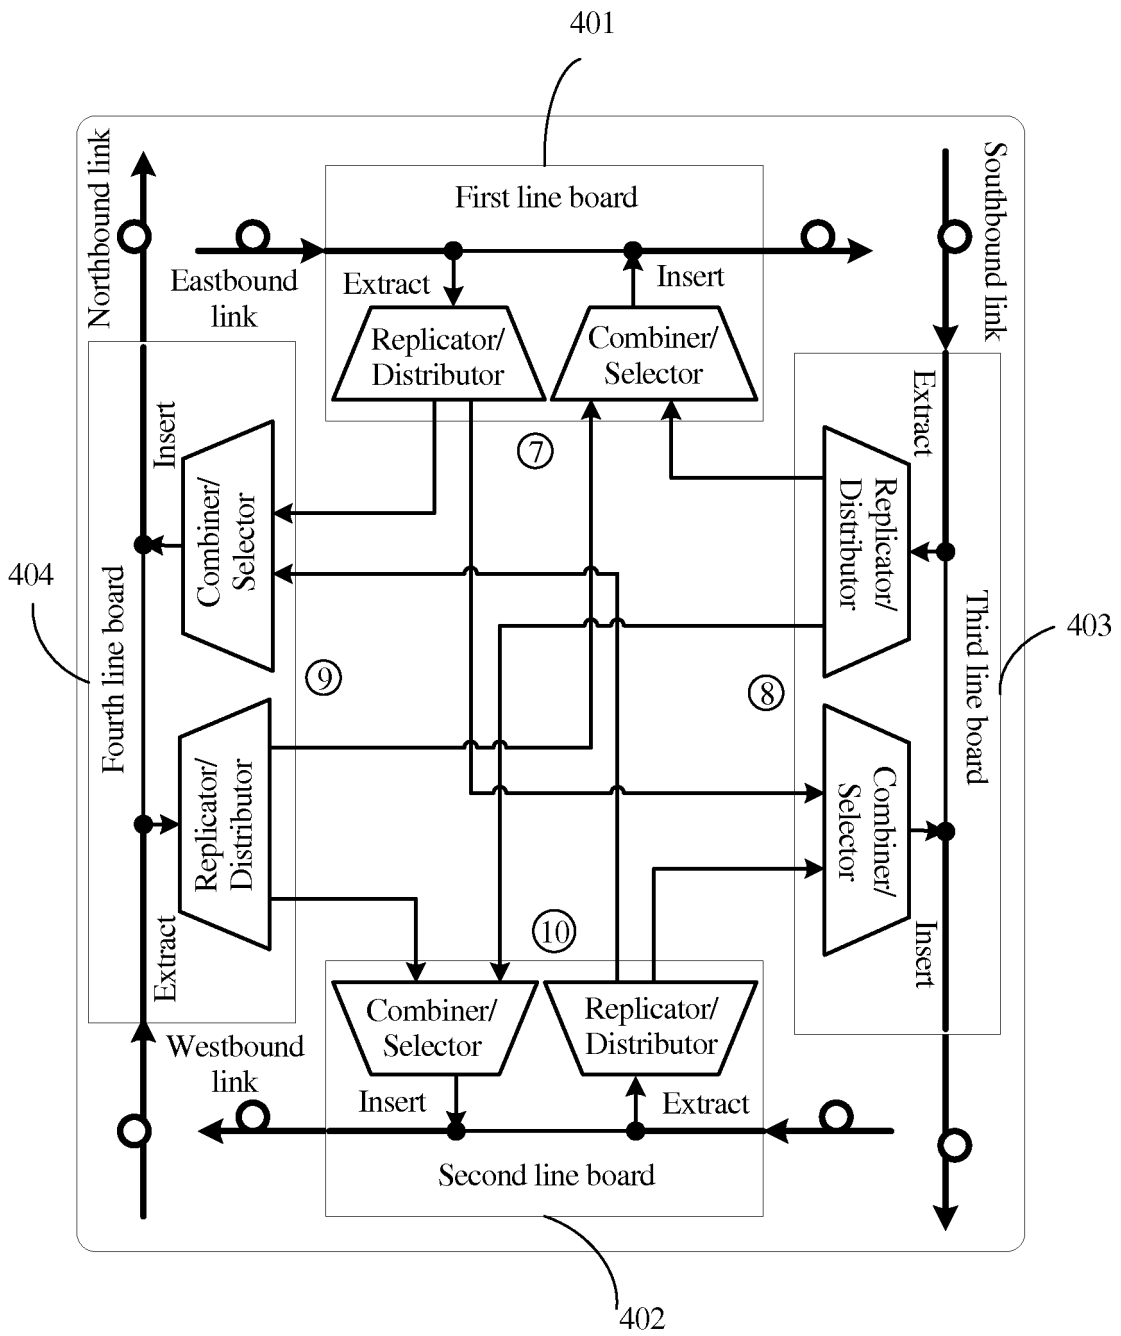 401
First line board
Northbound link
Southbound link
Eastbound
link
Extract
Insert
Replicator/
Distributor
Combiner/
Selector
Extract
Insert
⑦
Combiner/
Selector
Replicator/
Distributor
404
Fourth line board
Third line board
403
⑨
⑧
Replicator/
Distributor
Combiner/
Selector
Extract
Insert
⑩
Combiner/
Selector
Replicator/
Distributor
Westbound
link
Insert
Extract
Second line board
402